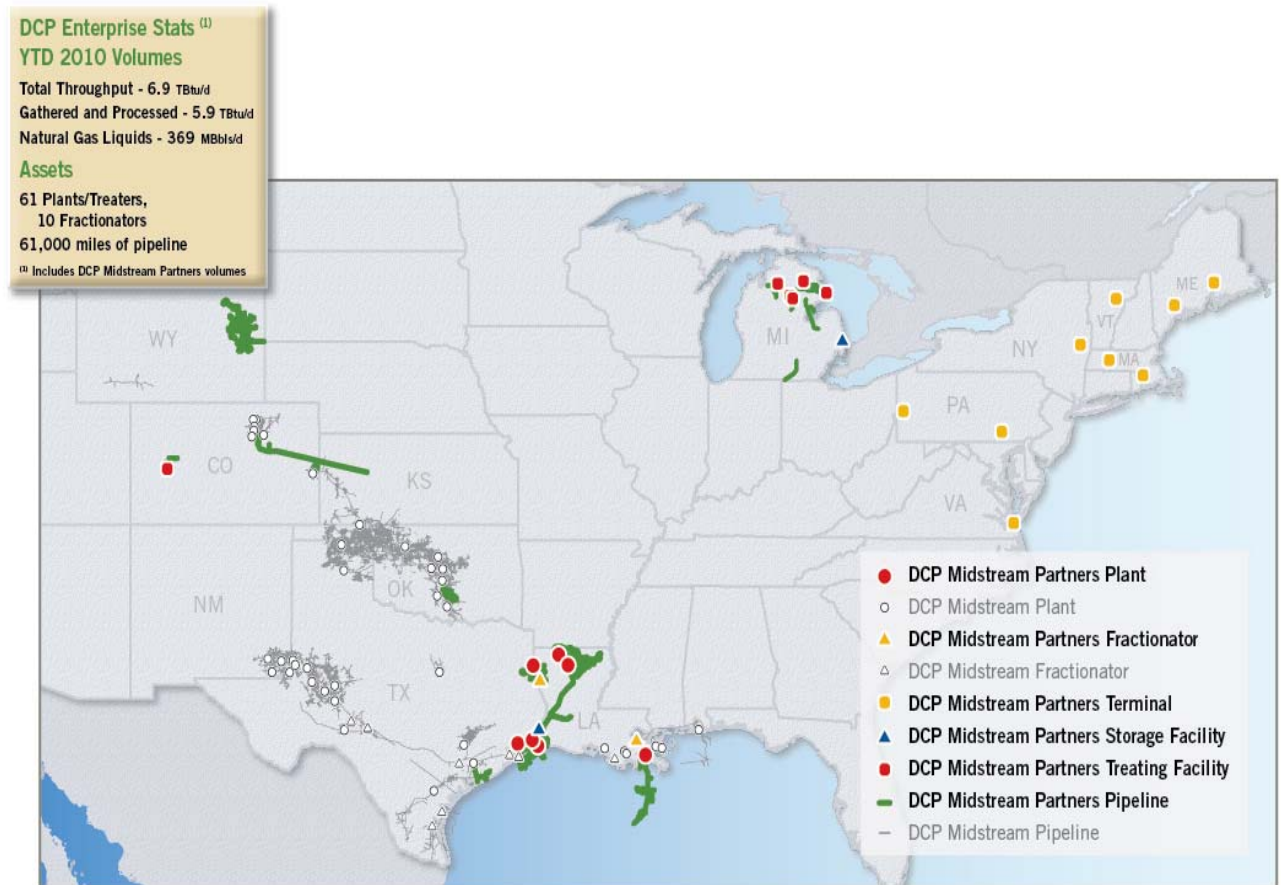 DCP Enterprise Stats (1)
YTD 2010 Volumes
Total Throughput - 6.9 TBtu/d
Gathered and Processed - 5.9 TBtu/d
Natural Gas Liquids - 369 MBbls/d
Assets
61 Plants/Treaters,
10 Fractionators
61,000 miles of pipeline
(1) Includes DCP Midstream Partners volumes
WY
MI
NY
VT
ME
MA
PA
CO
KS
VA
NM
OK
TX
LA
DCP Midstream Partners Plant
DCP Midstream Plant
DCP Midstream Partners Fractionator
DCP Midstream Fractionator
DCP Midstream Partners Terminal
DCP Midstream Partners Storage Facility
DCP Midstream Partners Treating Facility
DCP Midstream Partners Pipeline
DCP Midstream Pipeline